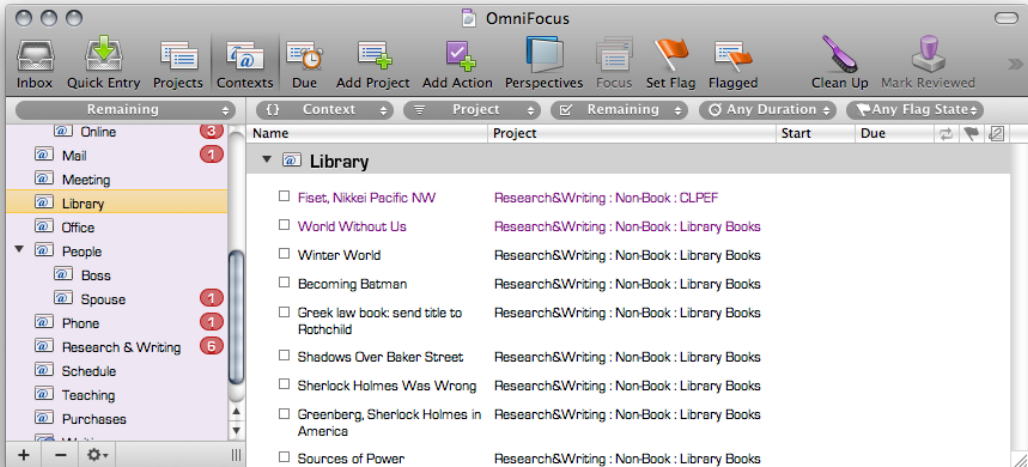 OmniFocus
Inbox Quick Entry Projects Contexts Due Add Project Add Action Perspectives Focus Set Flag Flagged Clean Up Mark Reviewed
Remaining
Context Project Remaining Any Duration Any Flag State
Online 3
Mail 1
Meeting
Library
Office
People
Boss
Spouse 1
Phone 1
Research & Writing 6
Schedule
Teaching
Purchases
Name Project Start Due
Library
Fiset, Nikkei Pacific NW Research&Writing : Non-Book : CLPEF
World Without Us Research&Writing : Non-Book : Library Books
Winter World Research&Writing : Non-Book : Library Books
Becoming Batman Research&Writing : Non-Book : Library Books
Greek law book: send title to Research&Writing : Non-Book : Library Books
Rothchild
Shadows Over Baker Street Research&Writing : Non-Book : Library Books
Sherlock Holmes Was Wrong Research&Writing : Non-Book : Library Books
Greenberg, Sherlock Holmes in Research&Writing : Non-Book : Library Books
America
Sources of Power Research&Writing : Non-Book : Library Books